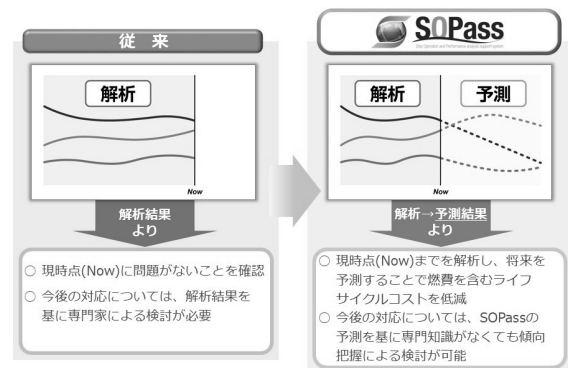 従 来
解析
Now
解析結果
より
○ 現時点(Now)に問題がないことを確認
○ 今後の対応については、解析結果を
基に専門家による検討が必要
SOPass
Ship Operation and Performance analysis support system
解析
予測
Now
解析→予測結果
より
○ 現時点(Now)までを解析し、将来を
予測することで燃費を含むライフ
サイクルコストを低減
○ 今後の対応については、SOPassの
予測を基に専門知識がなくても傾向
把握による検討が可能